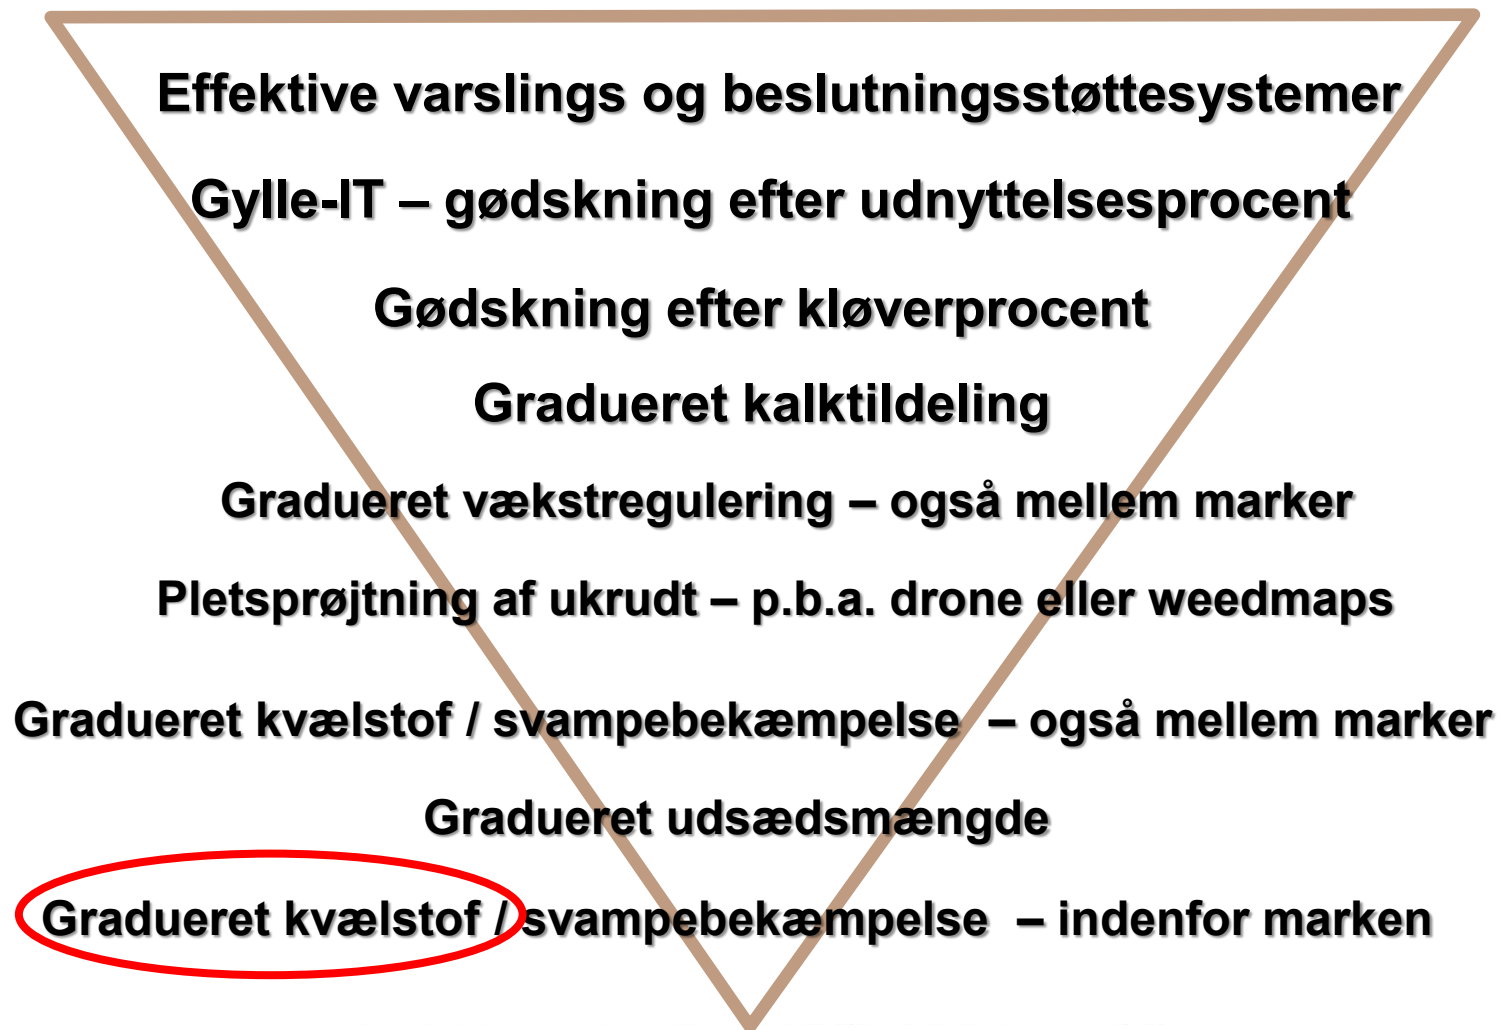 Effektive varslings og beslutningsstøttesystemer
Gylle-IT – gødskning efter udnyttelsesprocent
Gødskning efter kløverprocent
Gradueret kalktildeling
Gradueret vækstregulering – også mellem marker
Pletsprøjtning af ukrudt – p.b.a. drone eller weedmaps
Gradueret kvælstof / svampebekæmpelse – også mellem marker
Gradueret udsædsmængde
Gradueret kvælstof / svampebekæmpelse – indenfor marken